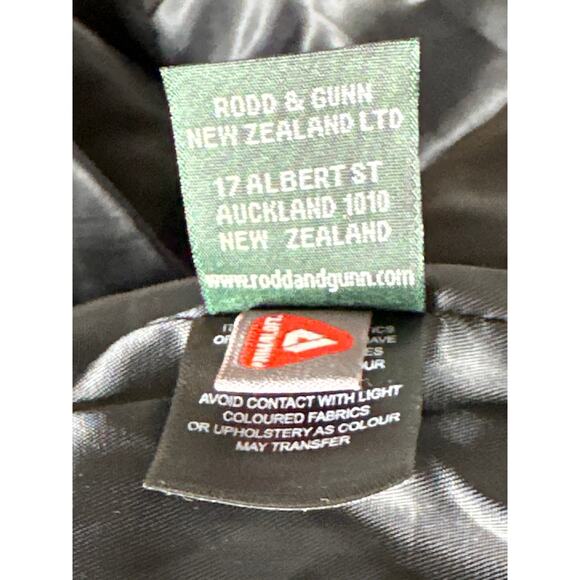 RODD & GUNN
NEW ZEALAND LTD
17 ALBERT ST
AUCKLAND 1010
NEW ZEALAND
www.roddandgunn.com
PRIMALOFT
AVOID CONTACT WITH LIGHT
COLOURED FABRICS
OR UPHOLSTERY AS COLOUR
MAY TRANSFER